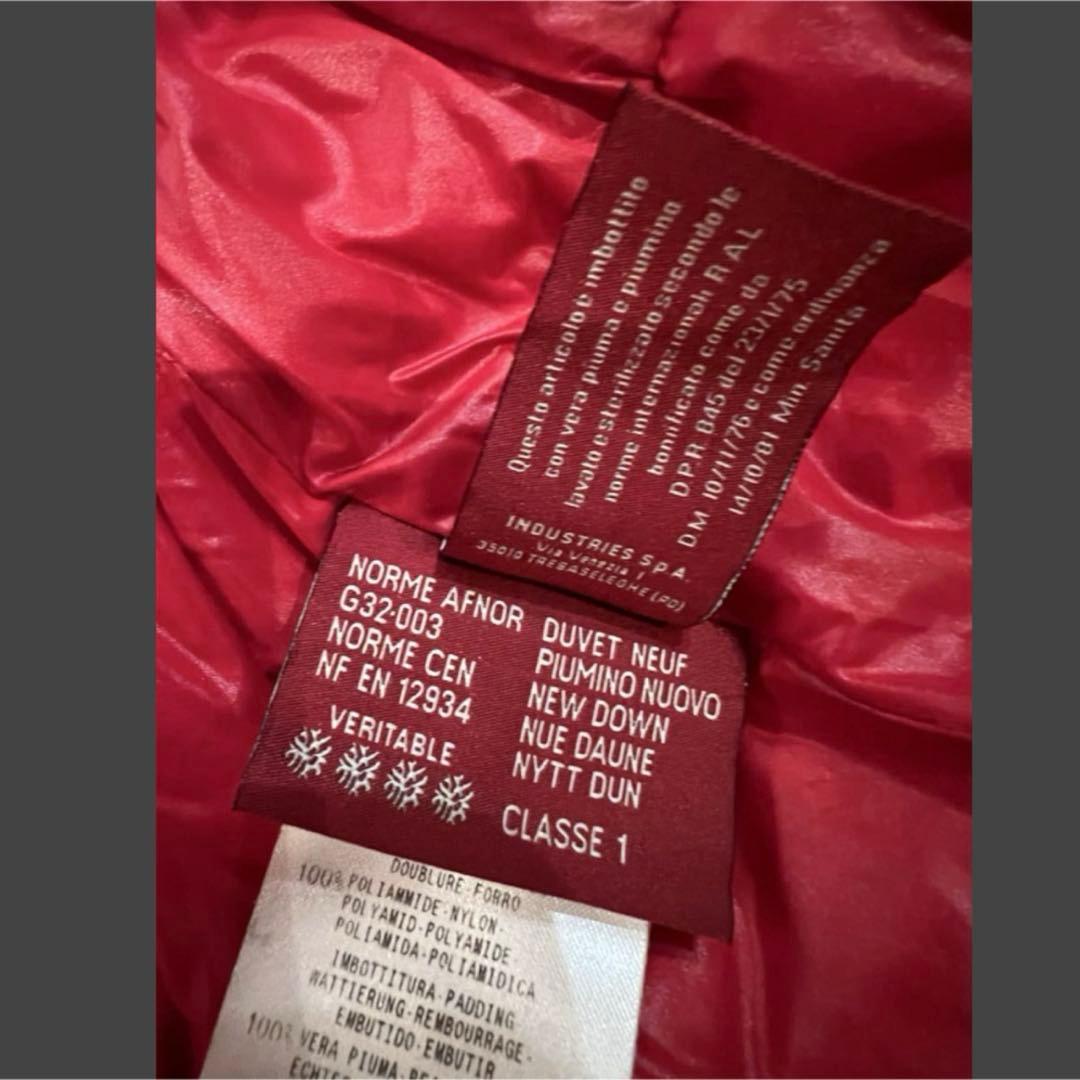 Questo articolo è imbottito
con vera piuma e piumino
lavato e sterilizzato secondo le
norme internazionali RAL
bonificato come da
DPR 845 del 23/1/75
DM 10/11/76 e come ordinanza
14/10/81 Min. Sanità
INDUSTRIES S.p.A.
Via Venezia 1
35010 TREBASELEGHE (PD)
NORME AFNOR
G32-003
NORME CEN
NF EN 12934
VERITABLE
DUVET NEUF
PIUMINO NUOVO
NEW DOWN
NUE DAUNE
NYTT DUN
CLASSE 1
DOUBLURE-FORRO
100% POLIAMMIDE-NYLON-
POLYAMID-POLYAMIDE
POLIAMIDA-POLIAMIDICA
IMBOTTITURA-PADDING
WATTIERUNG-REMBOURRAGE-
EMBUTIDO-EMBUTIR
100% VERA PIUMA-